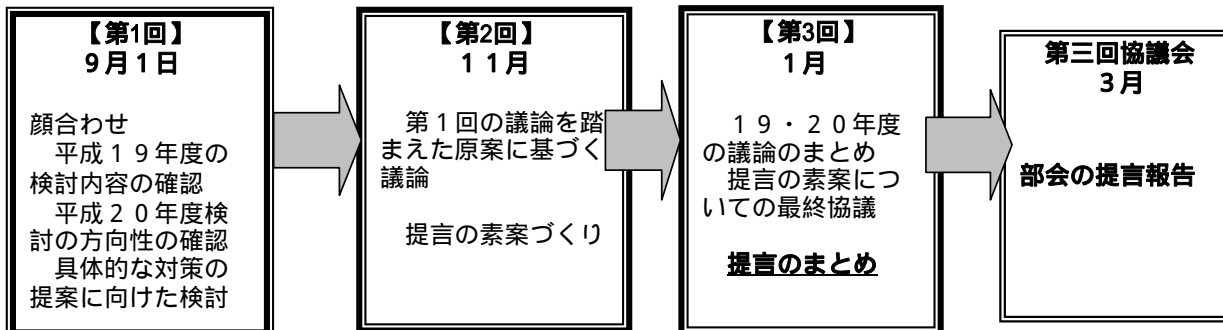 【第1回】
９月１日
顔合わせ
　平成１９年度の
検討内容の確認
　平成２０年度検
討の方向性の確認
　具体的な対策の
提案に向けた検討
【第2回】
１１月
　第１回の議論を踏
まえた原案に基づく
議論
　提言の素案づくり
【第3回】
１月
　１９・２０年度
の議論のまとめ
　提言の素案につ
いての最終協議
提言のまとめ
第三回協議会
３月
部会の提言報告